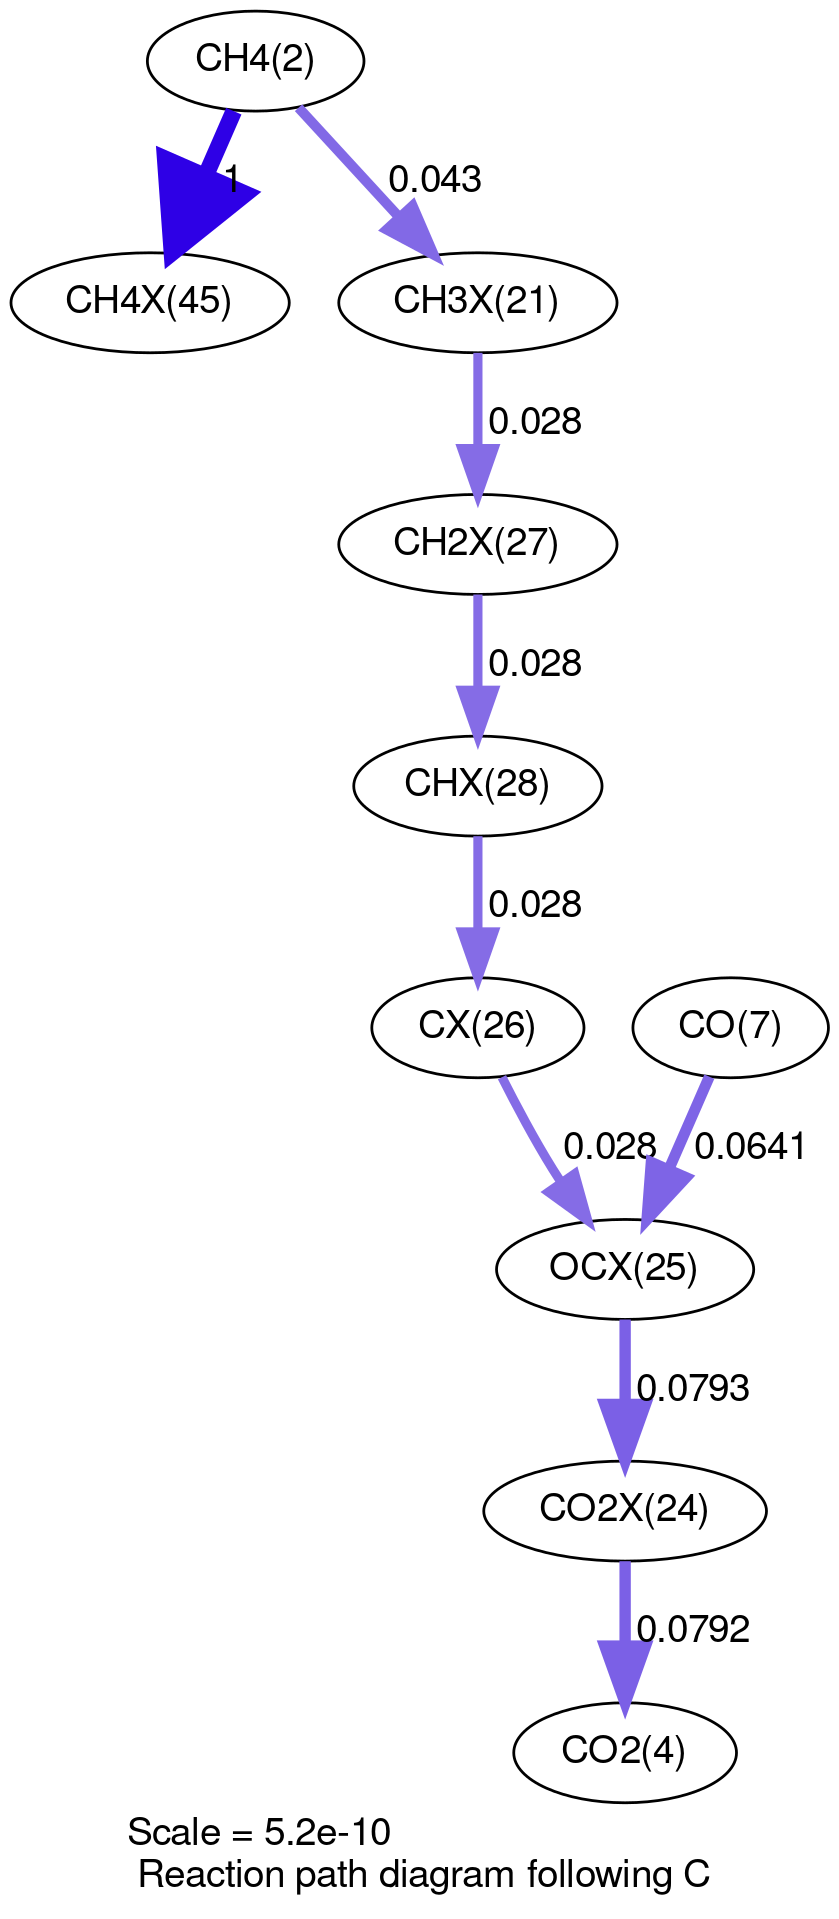 CH4(2)
1
0.043
CH4X(45)
CH3X(21)
0.028
CH2X(27)
0.028
CHX(28)
0.028
CX(26)
CO(7)
0.028
0.0641
OCX(25)
0.0793
CO2X(24)
0.0792
CO2(4)
Scale = 5.2e-10
Reaction path diagram following C